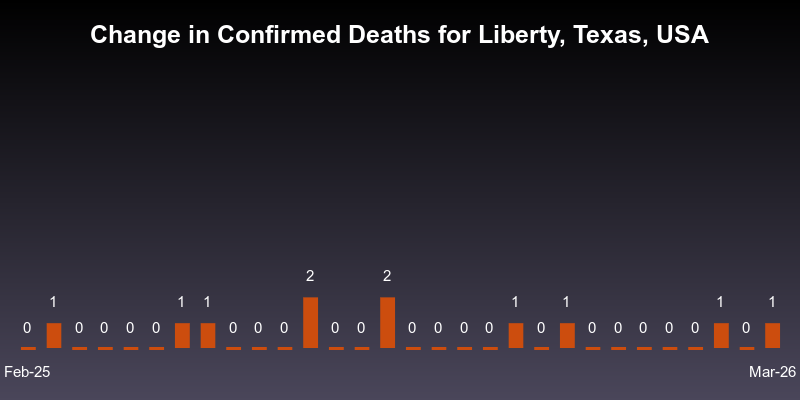 Change in Confirmed Deaths for Liberty, Texas, USA
2 2
1 1 1 1 1 1 1
0 0 0 0 0 0 0 0 0 0 0 0 0 0 0 0 0 0 0 0 0
Feb-25 Mar-26